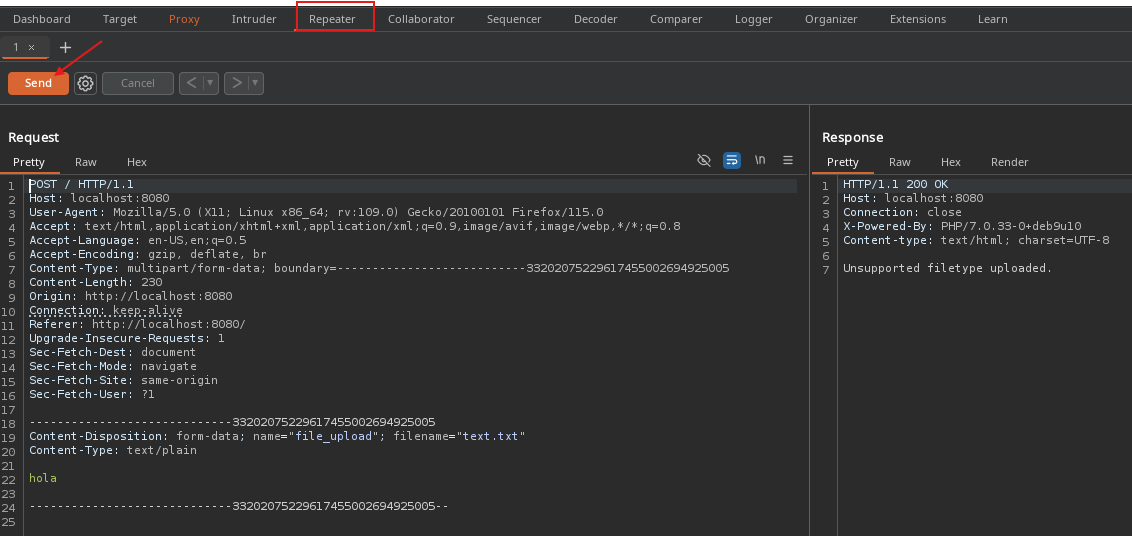 Dashboard Target Proxy Intruder Repeater Collaborator Sequencer Decoder Comparer Logger Organizer Extensions Learn
1 × +
Send Cancel < >
Request
Pretty Raw Hex \n
1 POST / HTTP/1.1
2 Host: localhost:8080
3 User-Agent: Mozilla/5.0 (X11; Linux x86_64; rv:109.0) Gecko/20100101 Firefox/115.0
4 Accept: text/html,application/xhtml+xml,application/xml;q=0.9,image/avif,image/webp,*/*;q=0.8
5 Accept-Language: en-US,en;q=0.5
6 Accept-Encoding: gzip, deflate, br
7 Content-Type: multipart/form-data; boundary=---------------------------332020752296174550026949​25005
8 Content-Length: 230
9 Origin: http://localhost:8080
10 Connection: keep-alive
11 Referer: http://localhost:8080/
12 Upgrade-Insecure-Requests: 1
13 Sec-Fetch-Dest: document
14 Sec-Fetch-Mode: navigate
15 Sec-Fetch-Site: same-origin
16 Sec-Fetch-User: ?1
17
18 -----------------------------33202075229617455002694925005
19 Content-Disposition: form-data; name="file_upload"; filename="text.txt"
20 Content-Type: text/plain
21
22 hola
23
24 -----------------------------33202075229617455002694925005--
25
Response
Pretty Raw Hex Render
1 HTTP/1.1 200 OK
2 Host: localhost:8080
3 Connection: close
4 X-Powered-By: PHP/7.0.33-0+deb9u10
5 Content-type: text/html; charset=UTF-8
6
7 Unsupported filetype uploaded.